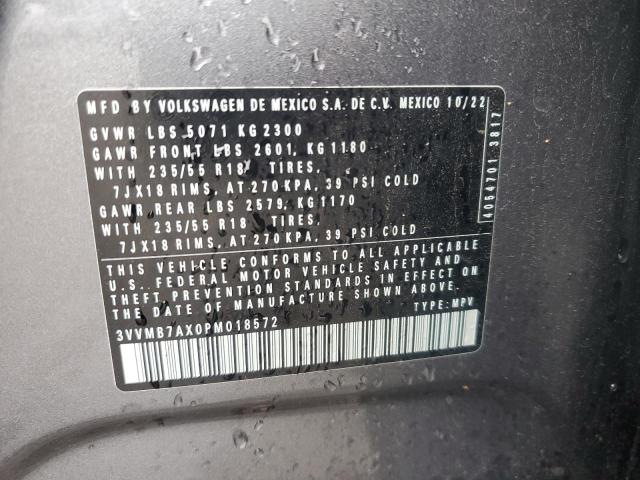 MFD BY VOLKSWAGEN DE MEXICO S.A. DE C.V. MEXICO 10/22
GVWR LBS 5071 KG 2300
GAWR FRONT LBS 2601, KG 1180
WITH 235/55 R18 TIRES,
7JX18 RIMS, AT 270 KPA, 39 PSI COLD
GAWR REAR LBS 2579, KG 1170
WITH 235/55 R18 TIRES,
7JX18 RIMS, AT 270 KPA, 39 PSI COLD
THIS VEHICLE CONFORMS TO ALL APPLICABLE
U.S. FEDERAL MOTOR VEHICLE SAFETY AND
THEFT PREVENTION STANDARDS IN EFFECT ON
THE DATE OF MANUFACTURE SHOWN ABOVE.
3VVMB7AX0PM018572 TYPE: MPV
4054701 3817